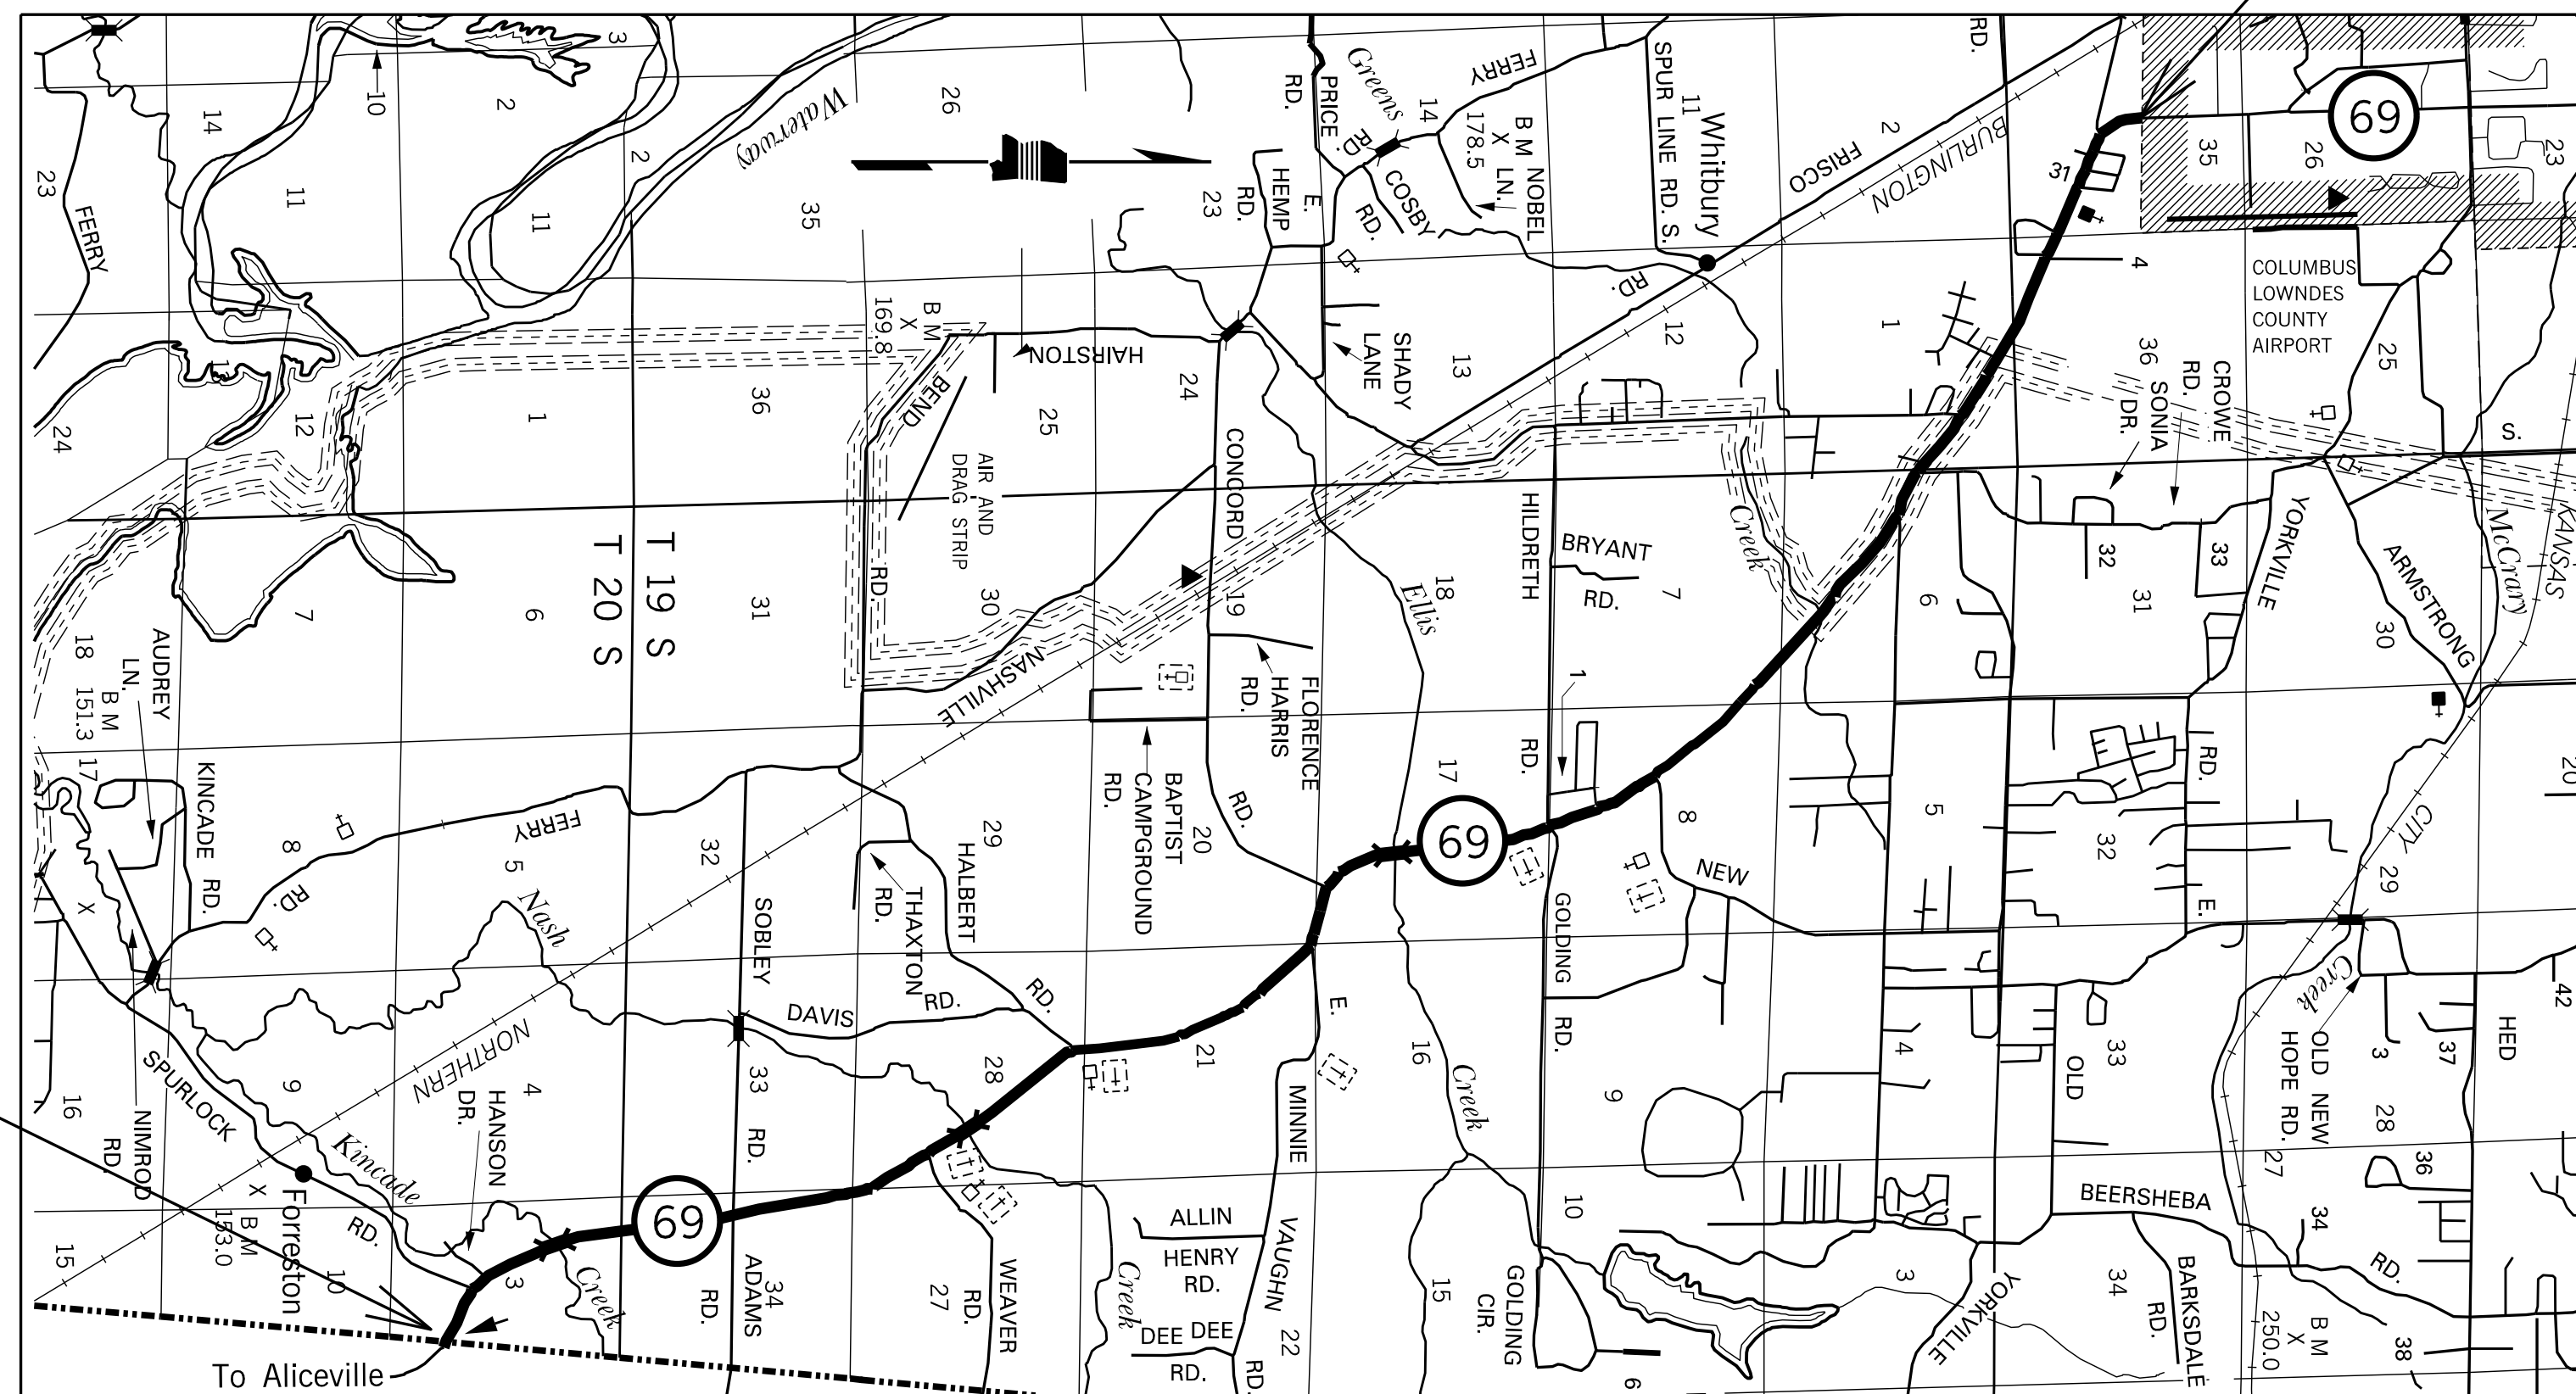 3
10
2
14
23
FERRY
11
11
2
35
26
Waterway
23
RD.
HEMP
E.
RD.
PRICE
Greens
RD.
14
COSBY
RD.
FERRY
B M
X
178.5
NOBEL
LN.
SPUR LINE RD. S.
11
Whitbury
RD.
2
FRISCO
BURLINGTON
RD.
31
4
35
26
69
23
COLUMBUS
LOWNDES
COUNTY
AIRPORT
24
12
1
36
B M
X
169.8
BEND
HAIRSTON
25
24
AIR AND
DRAG STRIP
CONCORD
SHADY
LANE
13
12
1
36
SONIA
DR.
CROWE
RD.
25
S.
T 19 S
T 20 S
7
6
31
30
RD.
NASHVILLE
19
18
Ellis
HILDRETH
BRYANT
RD.
7
Creek
6
32
33
31
YORKVILLE
ARMSTRONG
30
McCrary
KANSAS
18
B M
151.3
AUDREY
LN.
17
KINCADE
RD.
X
8
FERRY
RD.
5
Nash
32
SOBLEY
RD.
THAXTON
RD.
HALBERT
RD.
29
DAVIS
RD.
BAPTIST
CAMPGROUND
RD.
20
FLORENCE
HARRIS
RD.
RD.
17
69
RD.
1
8
NEW
5
32
RD.
E.
CITY
29
20
16
SPURLOCK
RD.
NIMROD
RD
9
NORTHERN
4
HANSON
DR.
Kincade
Forreston
B M
X
153.0
15
10
3
Creek
69
33
ADAMS
RD.
34
28
27
WEAVER
RD.
21
E.
MINNIE
VAUGHN
RD.
16
Creek
GOLDING
RD.
9
10
4
33
OLD
Creek
OLD NEW
HOPE RD.
3
37
42
HED
28
27
36
34
BEERSHEBA
RD.
ALLIN
HENRY
RD.
DEE DEE
RD.
22
Creek
15
GOLDING
CIR.
6
3
YORKVILLE
34
BARKSDALE
RD.
B M
X
250.0
38
To Aliceville